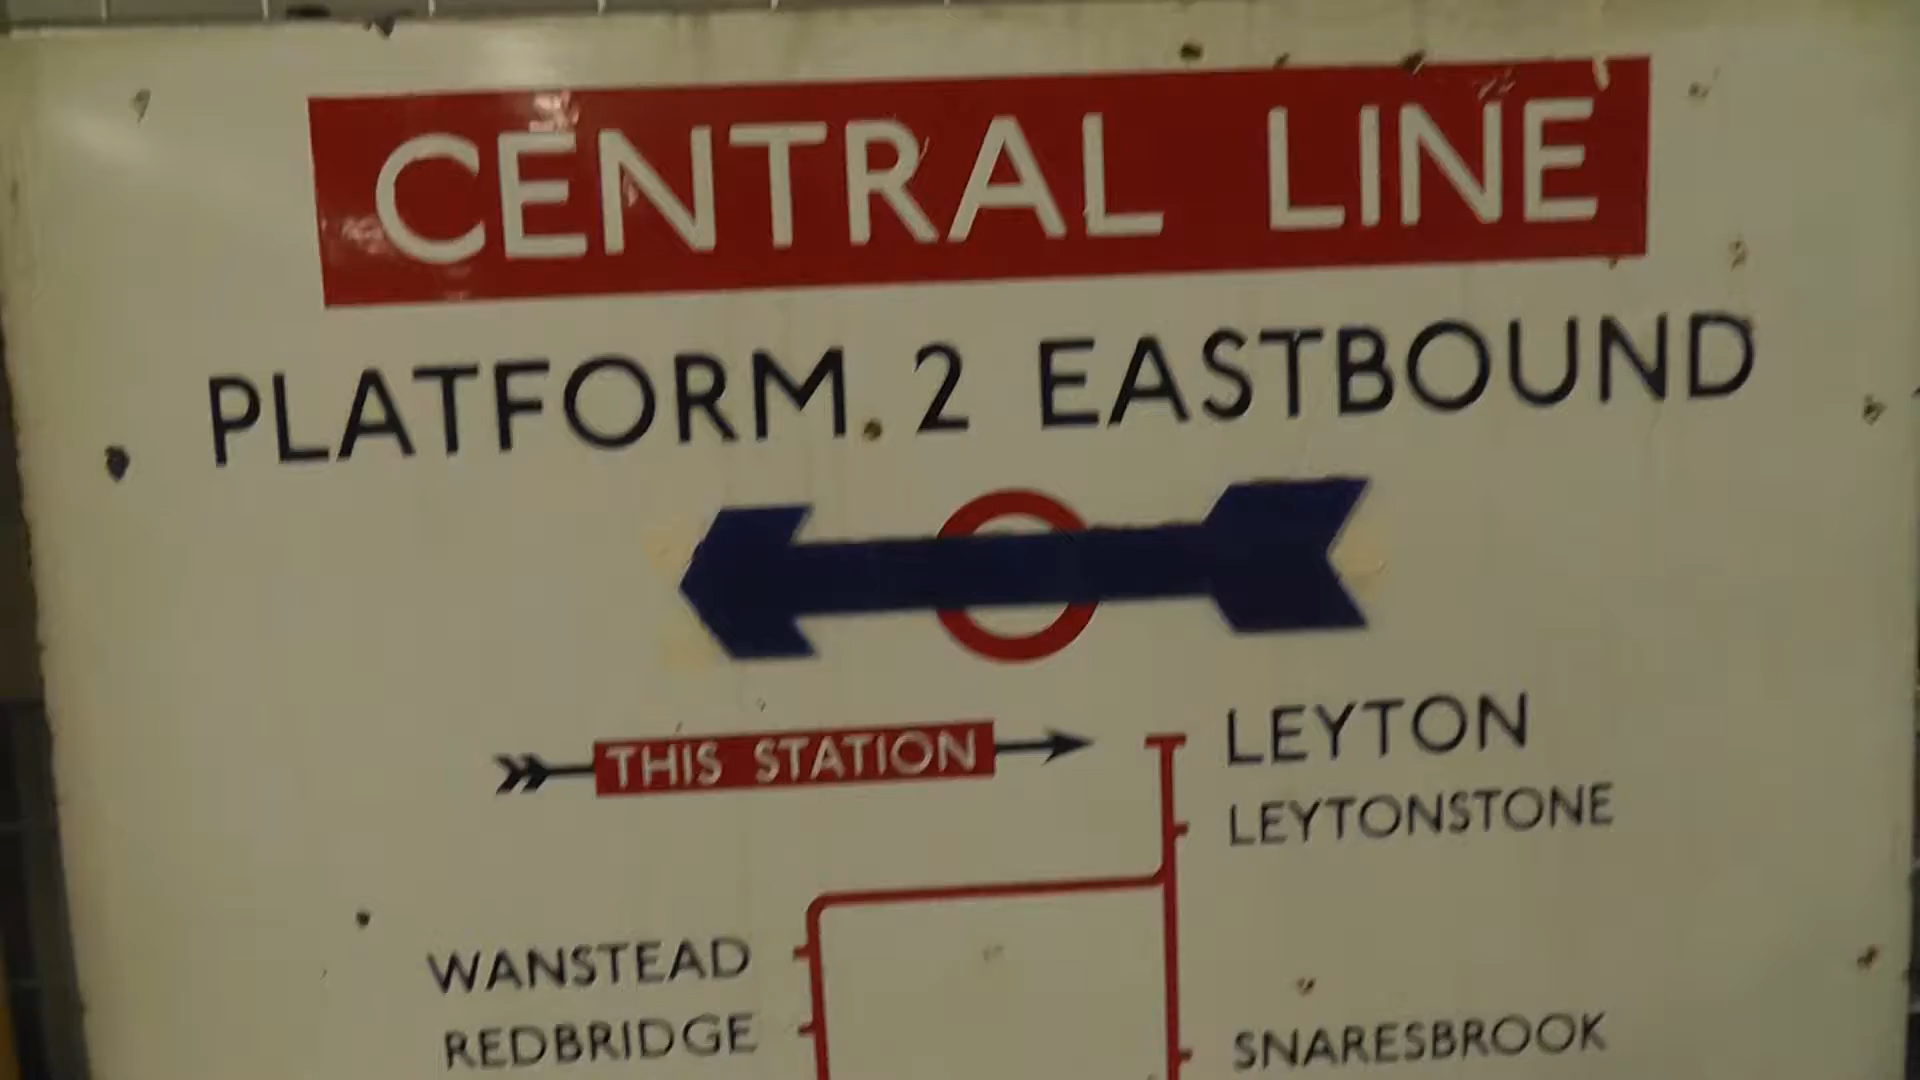 CENTRAL LINE
PLATFORM 2 EASTBOUND
THIS STATION
LEYTON
LEYTONSTONE
WANSTEAD
REDBRIDGE
SNARESBROOK